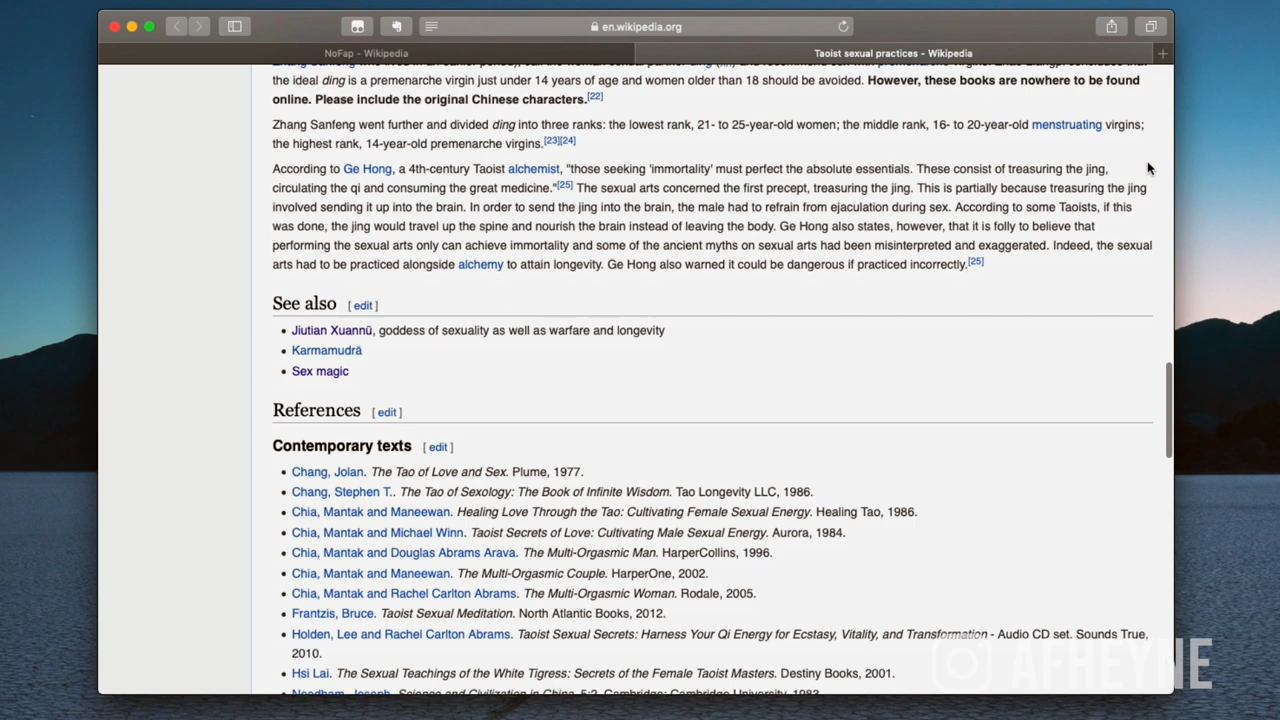 en.wikipedia.org
NoFap - Wikipedia
Taoist sexual practices - Wikipedia
the ideal ding is a premenarche virgin just under 14 years of age and women older than 18 should be avoided. However, these books are nowhere to be found
online. Please include the original Chinese characters.[22]
Zhang Sanfeng went further and divided ding into three ranks: the lowest rank, 21- to 25-year-old women; the middle rank, 16- to 20-year-old menstruating virgins;
the highest rank, 14-year-old premenarche virgins.[23][24]
According to Ge Hong, a 4th-century Taoist alchemist, "those seeking 'immortality' must perfect the absolute essentials. These consist of treasuring the jing,
circulating the qi and consuming the great medicine."[25] The sexual arts concerned the first precept, treasuring the jing. This is partially because treasuring the jing
involved sending it up into the brain. In order to send the jing into the brain, the male had to refrain from ejaculation during sex. According to some Taoists, if this
was done, the jing would travel up the spine and nourish the brain instead of leaving the body. Ge Hong also states, however, that it is folly to believe that
performing the sexual arts only can achieve immortality and some of the ancient myths on sexual arts had been misinterpreted and exaggerated. Indeed, the sexual
arts had to be practiced alongside alchemy to attain longevity. Ge Hong also warned it could be dangerous if practiced incorrectly.[25]
See also [ edit ]
• Jiutian Xuannü, goddess of sexuality as well as warfare and longevity
• Karmamudrā
• Sex magic
References [ edit ]
Contemporary texts [ edit ]
• Chang, Jolan. The Tao of Love and Sex. Plume, 1977.
• Chang, Stephen T.. The Tao of Sexology: The Book of Infinite Wisdom. Tao Longevity LLC, 1986.
• Chia, Mantak and Maneewan. Healing Love Through the Tao: Cultivating Female Sexual Energy. Healing Tao, 1986.
• Chia, Mantak and Michael Winn. Taoist Secrets of Love: Cultivating Male Sexual Energy. Aurora, 1984.
• Chia, Mantak and Douglas Abrams Arava. The Multi-Orgasmic Man. HarperCollins, 1996.
• Chia, Mantak and Maneewan. The Multi-Orgasmic Couple. HarperOne, 2002.
• Chia, Mantak and Rachel Carlton Abrams. The Multi-Orgasmic Woman. Rodale, 2005.
• Frantzis, Bruce. Taoist Sexual Meditation. North Atlantic Books, 2012.
• Holden, Lee and Rachel Carlton Abrams. Taoist Sexual Secrets: Harness Your Qi Energy for Ecstasy, Vitality, and Transformation - Audio CD set. Sounds True,
2010.
• Hsi Lai. The Sexual Teachings of the White Tigress: Secrets of the Female Taoist Masters. Destiny Books, 2001.
• Needham, Joseph. Science and Civilization in China, 5:2. Cambridge: Cambridge University, 1983.
AFHEYNE